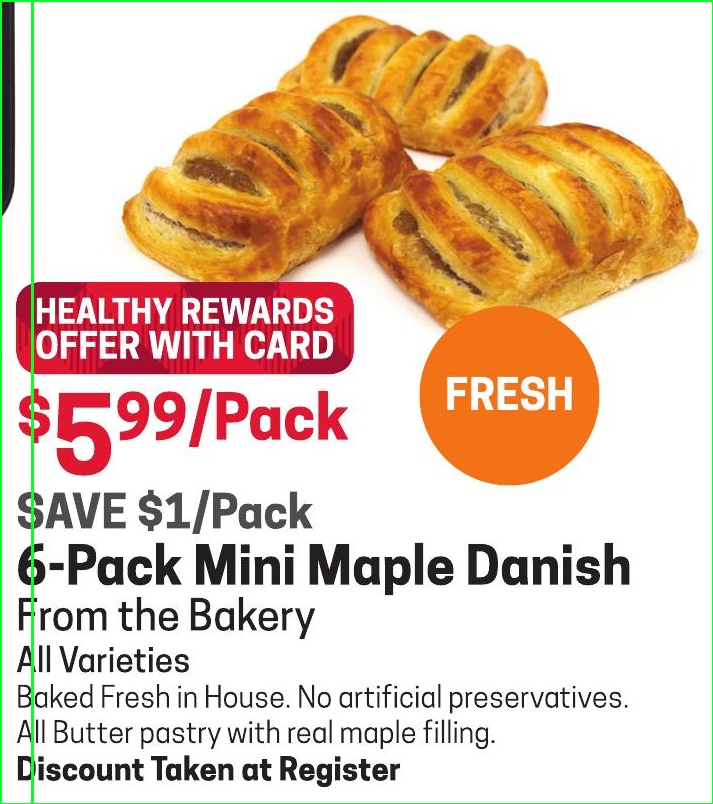 HEALTHY REWARDS
OFFER WITH CARD
$5.99/Pack
FRESH
SAVE $1/Pack
6-Pack Mini Maple Danish
From the Bakery
All Varieties
Baked Fresh in House. No artificial preservatives.
All Butter pastry with real maple filling.
Discount Taken at Register